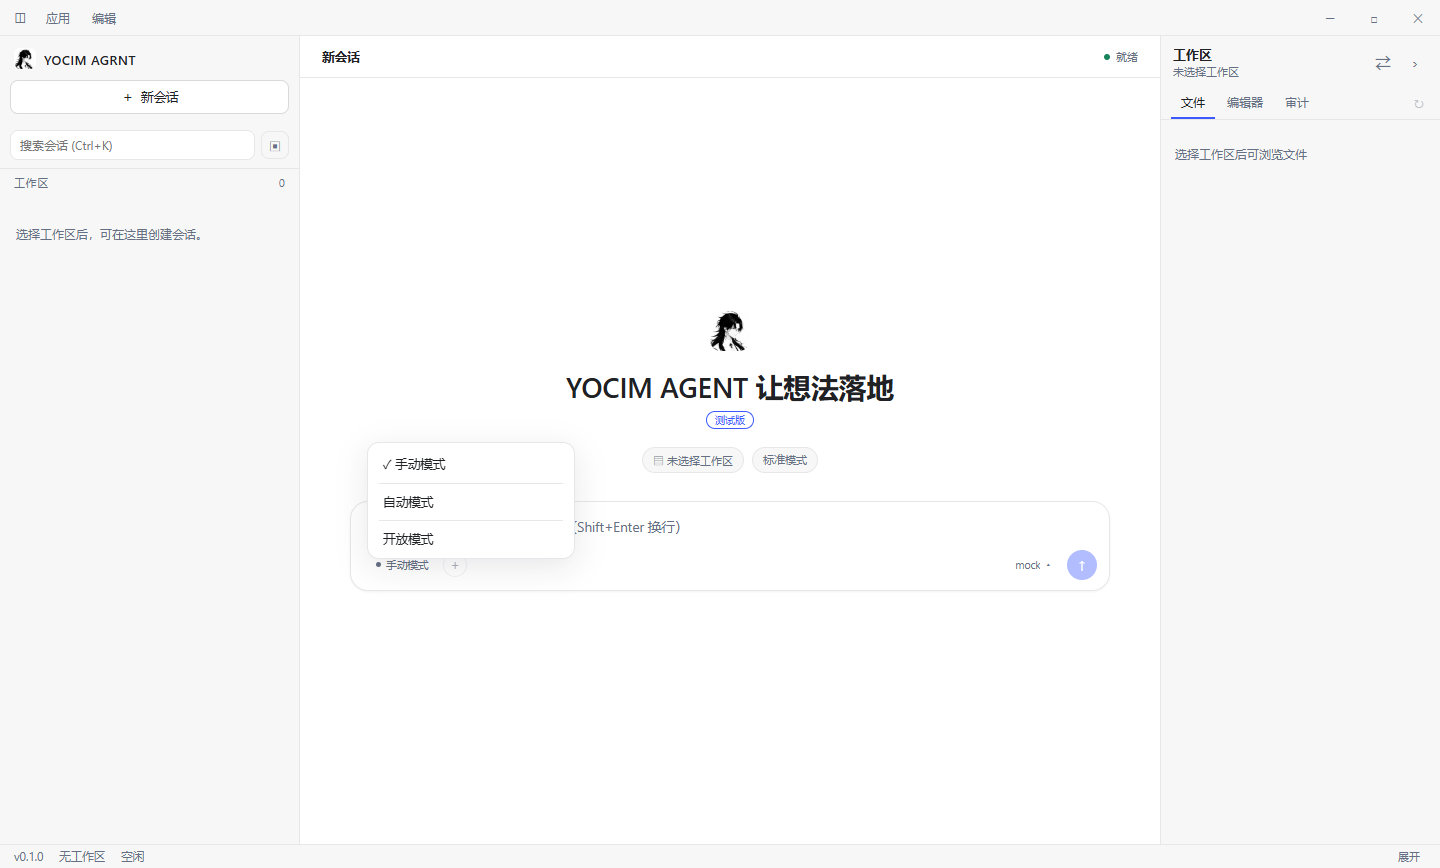 应用 编辑
YOCIM AGRNT
+ 新会话
搜索会话 (Ctrl+K)
工作区 0
选择工作区后，可在这里创建会话。
新会话 就绪
YOCIM AGENT 让想法落地
测试版
未选择工作区 标准模式
✓ 手动模式
自动模式
开放模式
(Shift+Enter 换行)
手动模式 +
mock
工作区
未选择工作区
文件 编辑器 审计
选择工作区后可浏览文件
v0.1.0 无工作区 空闲 展开